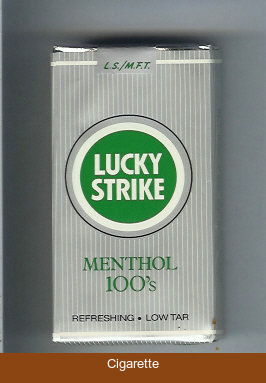 L.S./M.F.T.
LUCKY
STRIKE
MENTHOL
100's
REFRESHING • LOW TAR
Cigarette